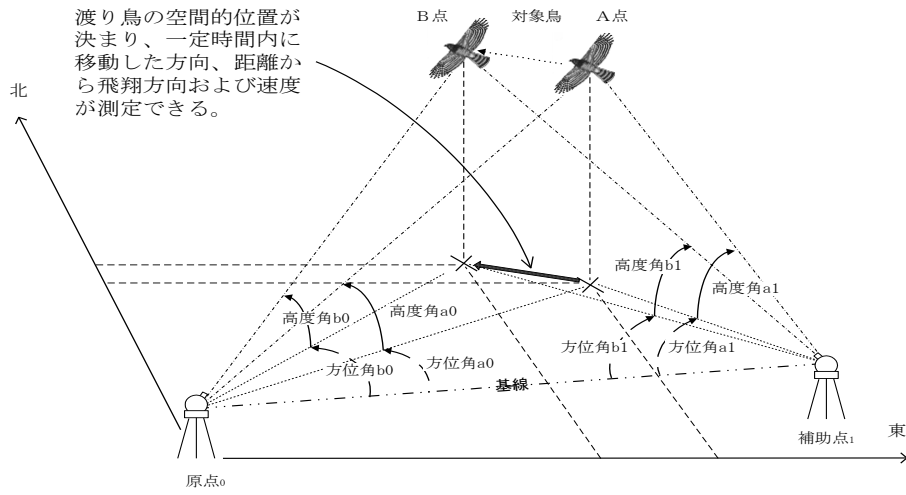 渡り鳥の空間的位置が
決まり、一定時間内に
移動した方向、距離か
ら飛翔方向および速度
が測定できる。
B点
対象鳥
A点
北
高度角b0
高度角a0
高度角b1
高度角a1
方位角b0
方位角a0
方位角b1
方位角a1
基線
原点0
補助点1
東